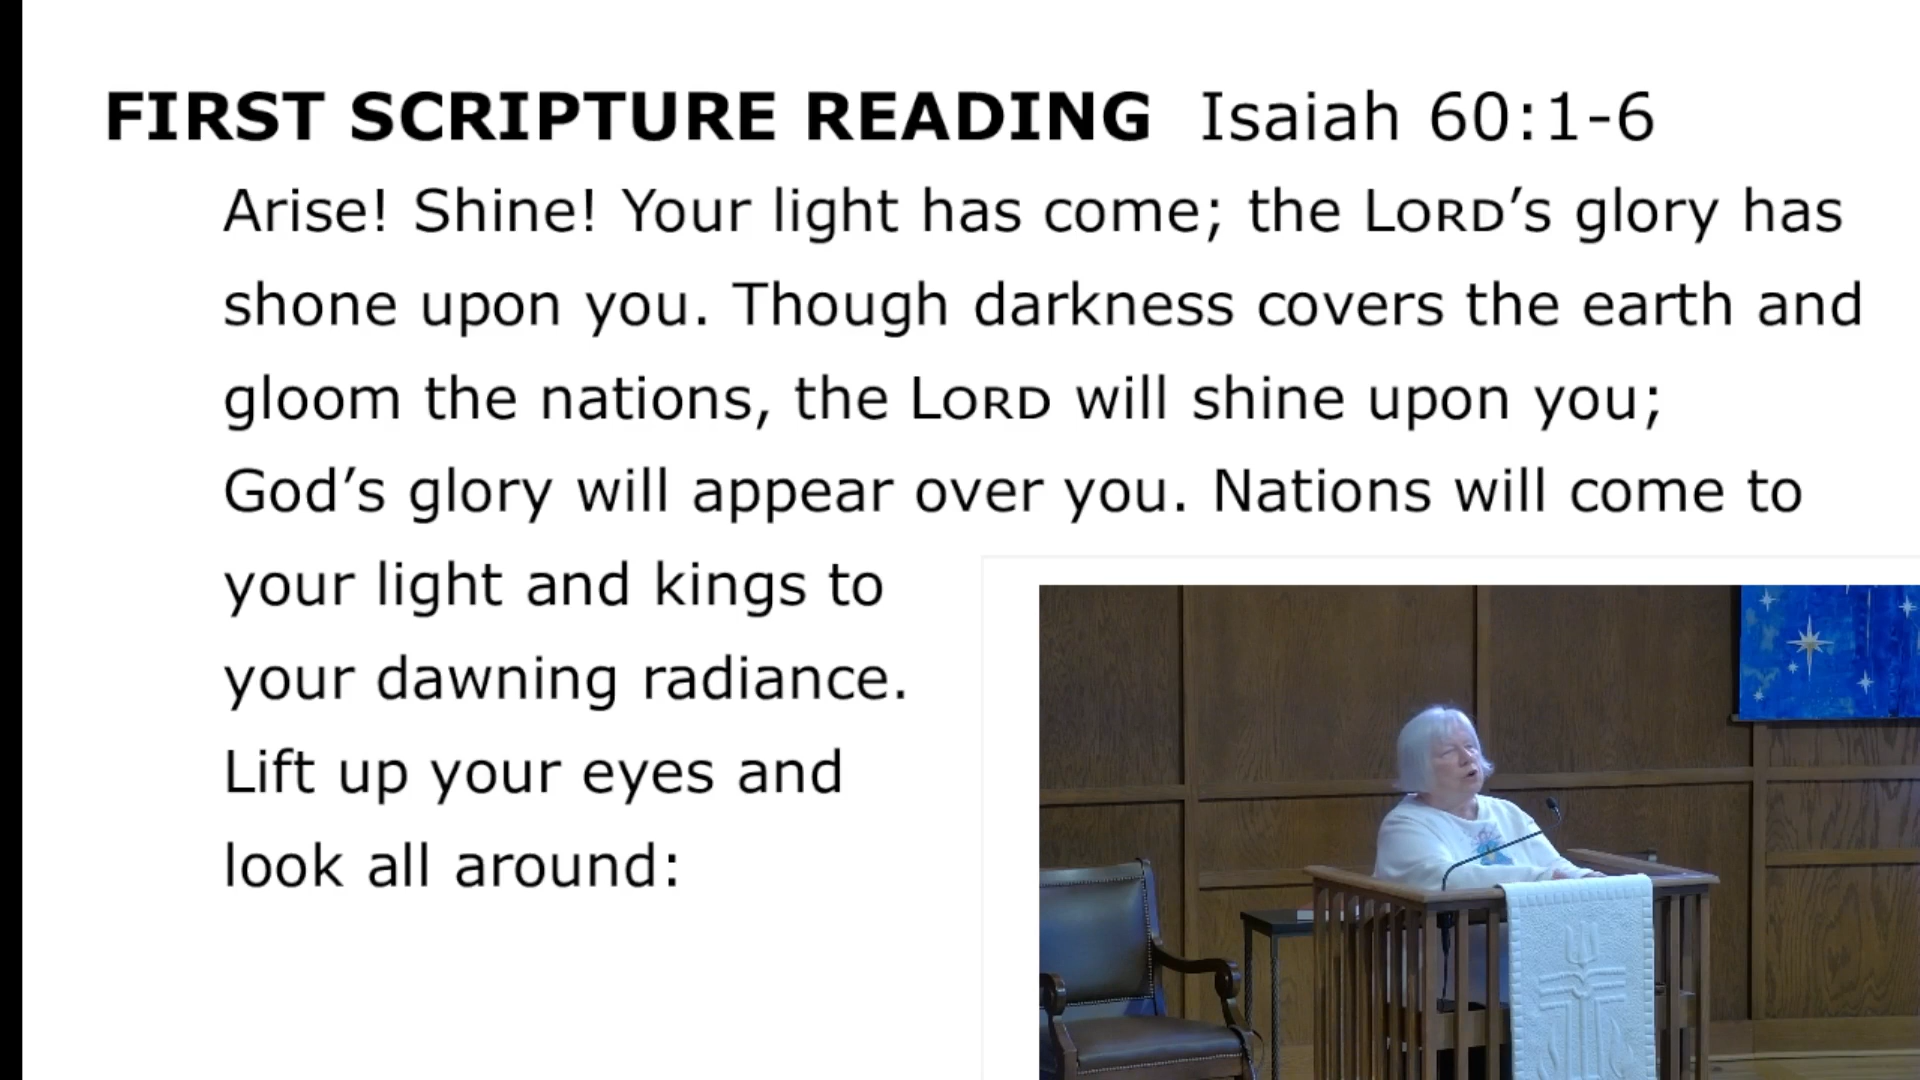 FIRST SCRIPTURE READING Isaiah 60:1-6
Arise! Shine! Your light has come; the LORD’s glory has
shone upon you. Though darkness covers the earth and
gloom the nations, the LORD will shine upon you;
God’s glory will appear over you. Nations will come to
your light and kings to
your dawning radiance.
Lift up your eyes and
look all around: